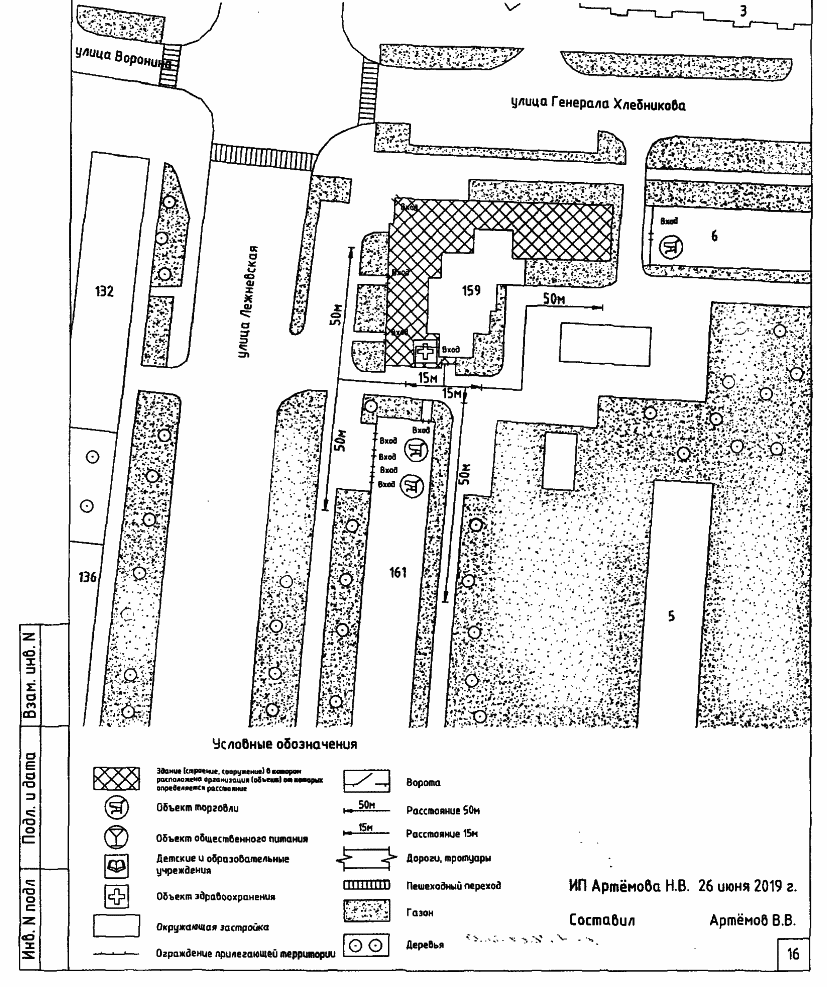 3
улица Воронина
улица Генерала Хлебникова
Вход
Вход
6
132
улица Лежневская
50м
Вход
159
50м
Вход
Вход
15м
15м
Вход
50м
Вход
Вход
Вход
Вход
50м
136
161
5
Взам. инв. N
Подп. и дата
Инв. N подл
Условные обозначения
Здание (строение, сооружение) в котором
расположена организация (объект) от которых
определяется расстояние
Объект торговли
Объект общественного питания
Детские и образовательные
учреждения
Объект здравоохранения
Окружающая застройка
Ограждение прилегающей территории
Ворота
50м
Расстояние 50м
15м
Расстояние 15м
Дороги, тротуары
Пешеходный переход
Газон
Деревья
ИП Артёмова Н.В. 26 июня 2019 г.
Составил Артёмов В.В.
16